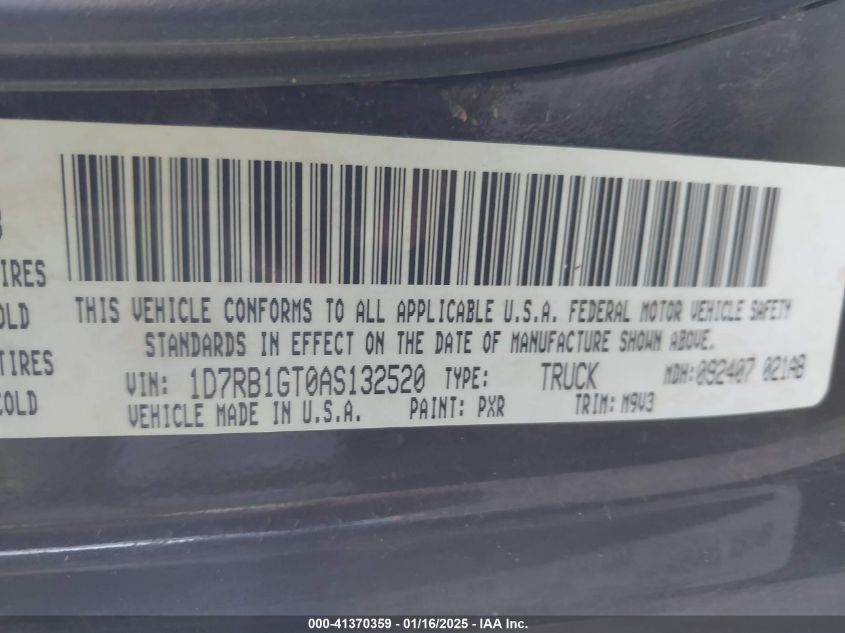 IRES
OLD
TIRES
COLD
THIS VEHICLE CONFORMS TO ALL APPLICABLE U.S.A. FEDERAL MOTOR VEHICLE SAFETY
STANDARDS IN EFFECT ON THE DATE OF MANUFACTURE SHOWN ABOVE.
VIN: 1D7RB1GT0AS132520 TYPE: TRUCK MDH: 092407 021AB
VEHICLE MADE IN U.S.A. PAINT: PXR TRIM: M9V3
000-41370359 - 01/16/2025 - IAA Inc.